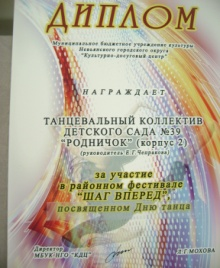 ДИПЛОМ
Муниципальное бюджетное учреждение культуры
Невьянского городского округа
"Культурно-досуговый центр"
НАГРАЖДАЕТ
ТАНЦЕВАЛЬНЫЙ КОЛЛЕКТИВ
ДЕТСКОГО САДА №39
"РОДНИЧОК" (корпус 2)
(руководитель Е.Г.
за участие
в районном фестивале
"ШАГ ВПЕРЕД"
посвященном Дню танца
Директор
МБУК НГО "КДЦ"
Л.Г.МОХОВА